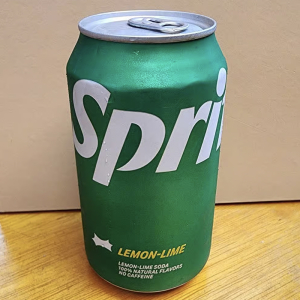 Spri
LEMON-LIME
LEMON-LIME SODA
100% NATURAL FLAVORS
NO CAFFEINE